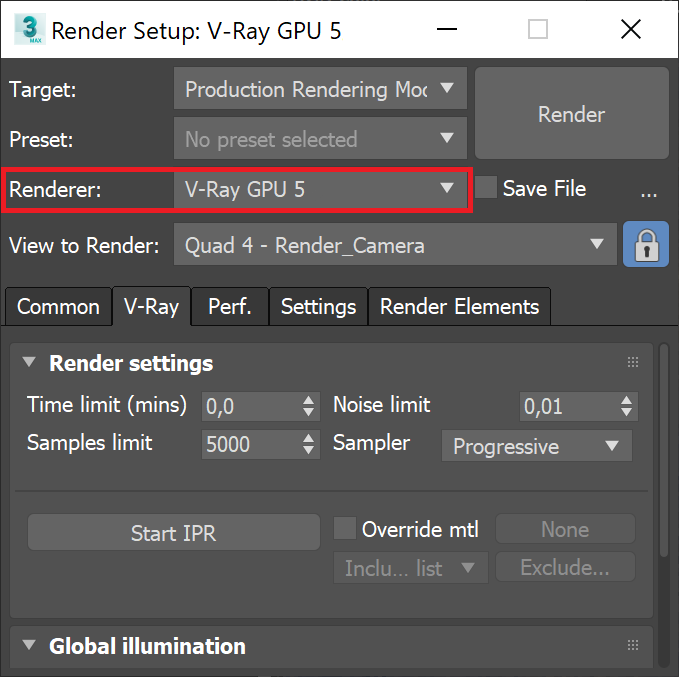 3 MAX Render Setup: V-Ray GPU 5
Target: Production Rendering Mod
Render
Preset: No preset selected
Renderer: V-Ray GPU 5 Save File ...
View to Render: Quad 4 - Render_Camera
Common V-Ray Perf. Settings Render Elements
Render settings
Time limit (mins) 0,0 Noise limit 0,01
Samples limit 5000 Sampler Progressive
Start IPR Override mtl None
Inclu... list Exclude...
Global illumination